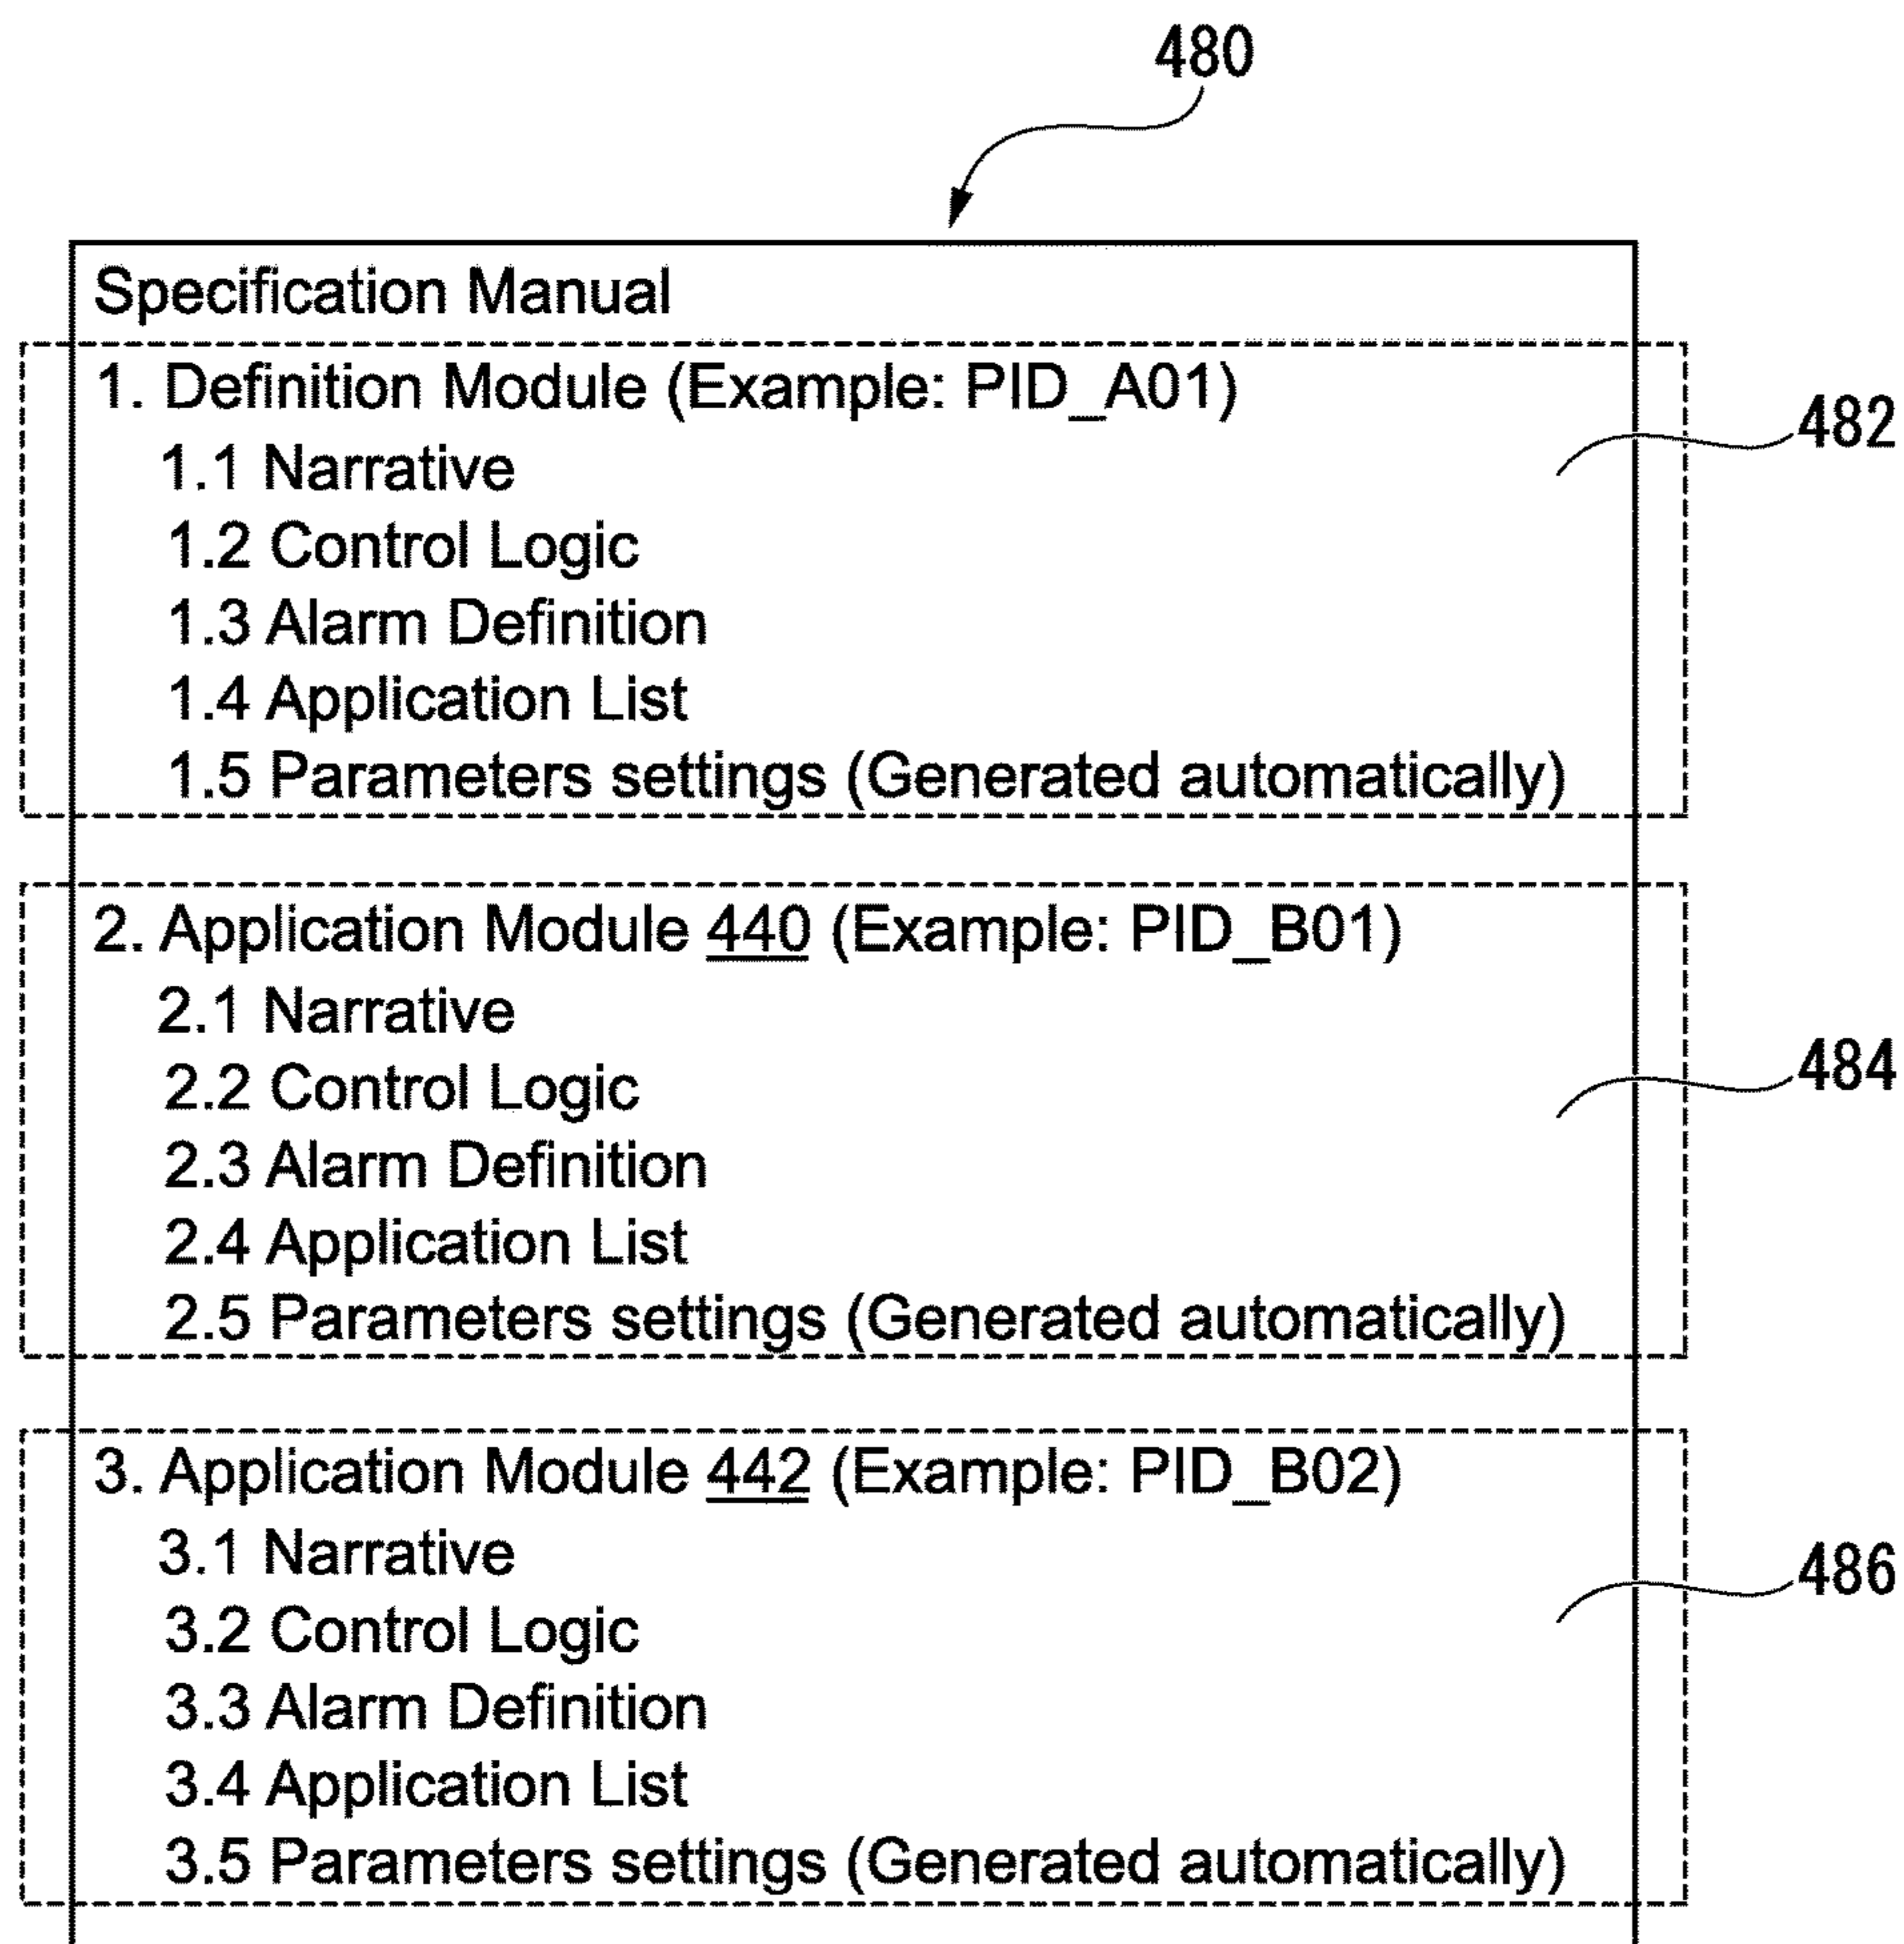 480
Specification Manual
1. Definition Module (Example: PID_A01)
482
1.1 Narrative
1.2 Control Logic
1.3 Alarm Definition
1.4 Application List
1.5 Parameters settings (Generated automatically)
2. Application Module 440 (Example: PID_B01)
2.1 Narrative
484
2.2 Control Logic
2.3 Alarm Definition
2.4 Application List
2.5 Parameters settings (Generated automatically)
3. Application Module 442 (Example: PID_B02)
3.1 Narrative
486
3.2 Control Logic
3.3 Alarm Definition
3.4 Application List
3.5 Parameters settings (Generated automatically)